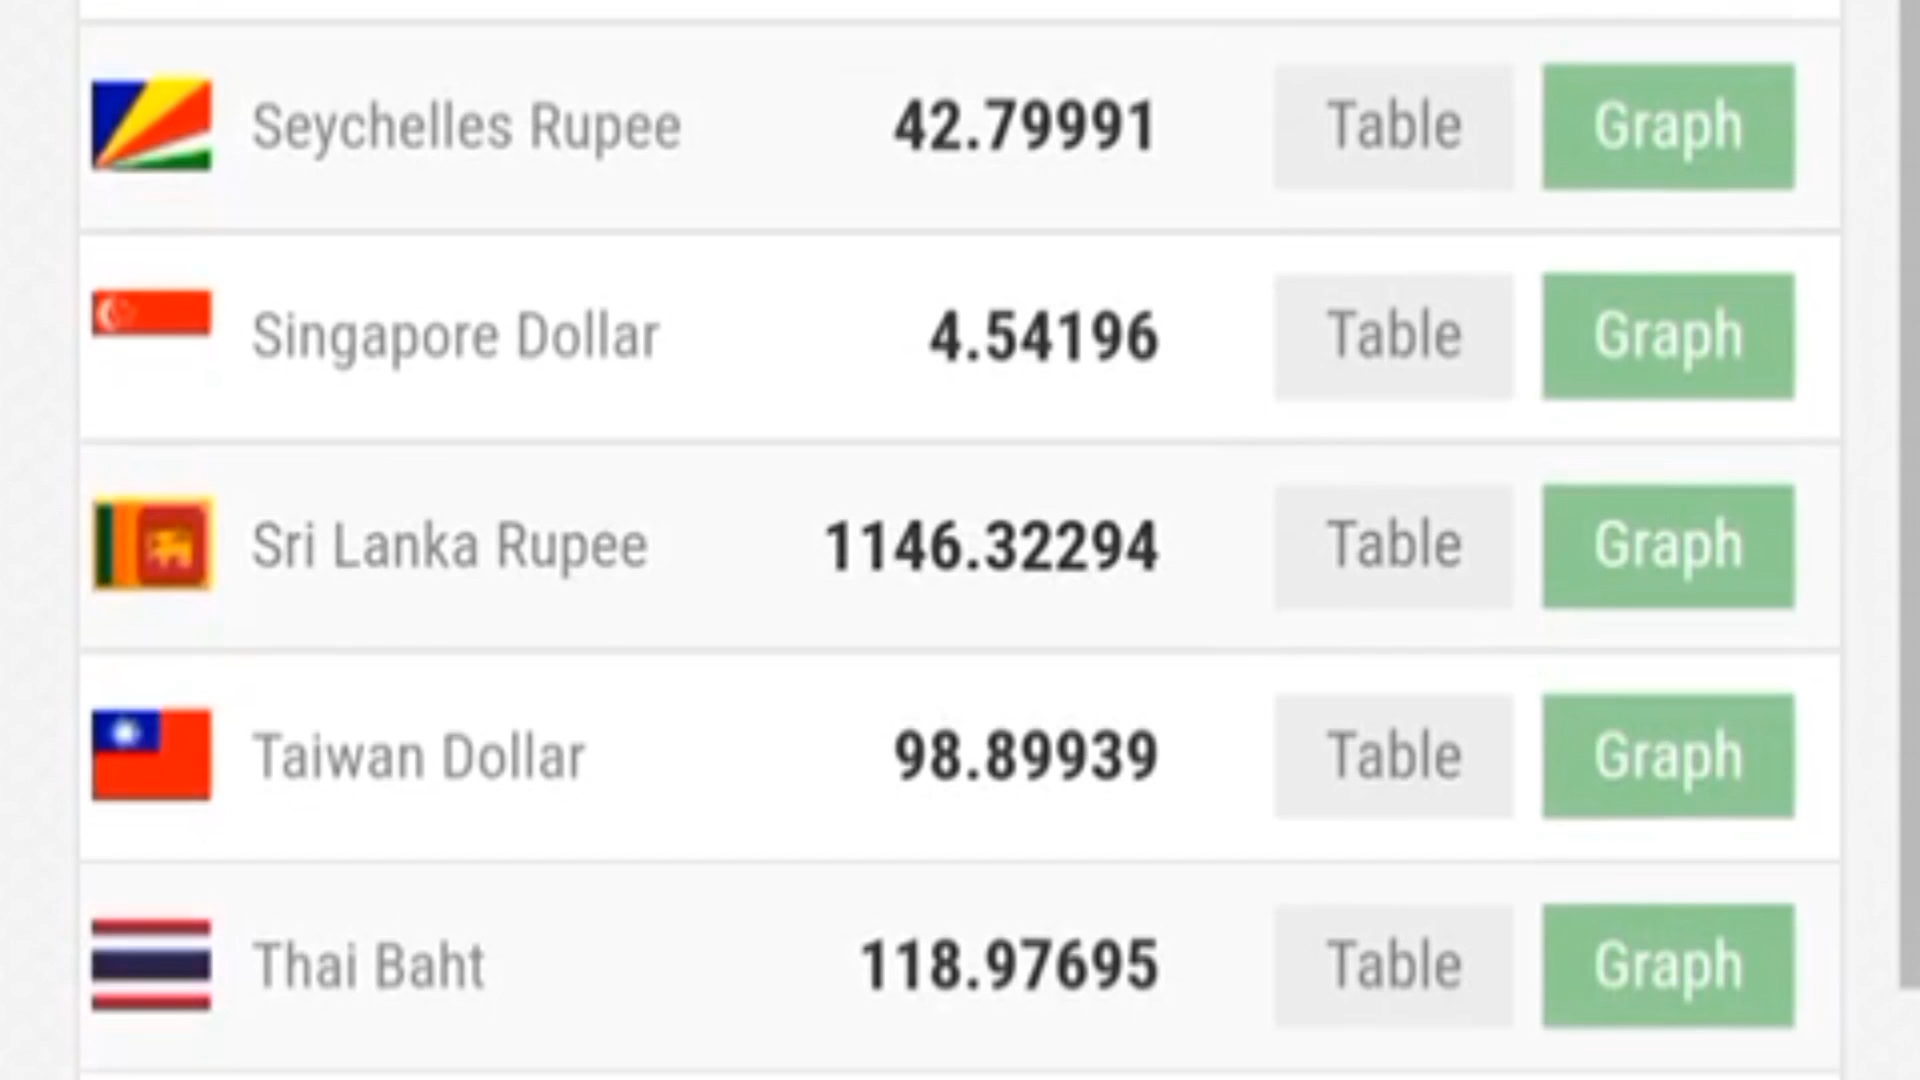 Seychelles Rupee 42.79991 Table Graph
Singapore Dollar 4.54196 Table Graph
Sri Lanka Rupee 1146.32294 Table Graph
Taiwan Dollar 98.89939 Table Graph
Thai Baht 118.97695 Table Graph